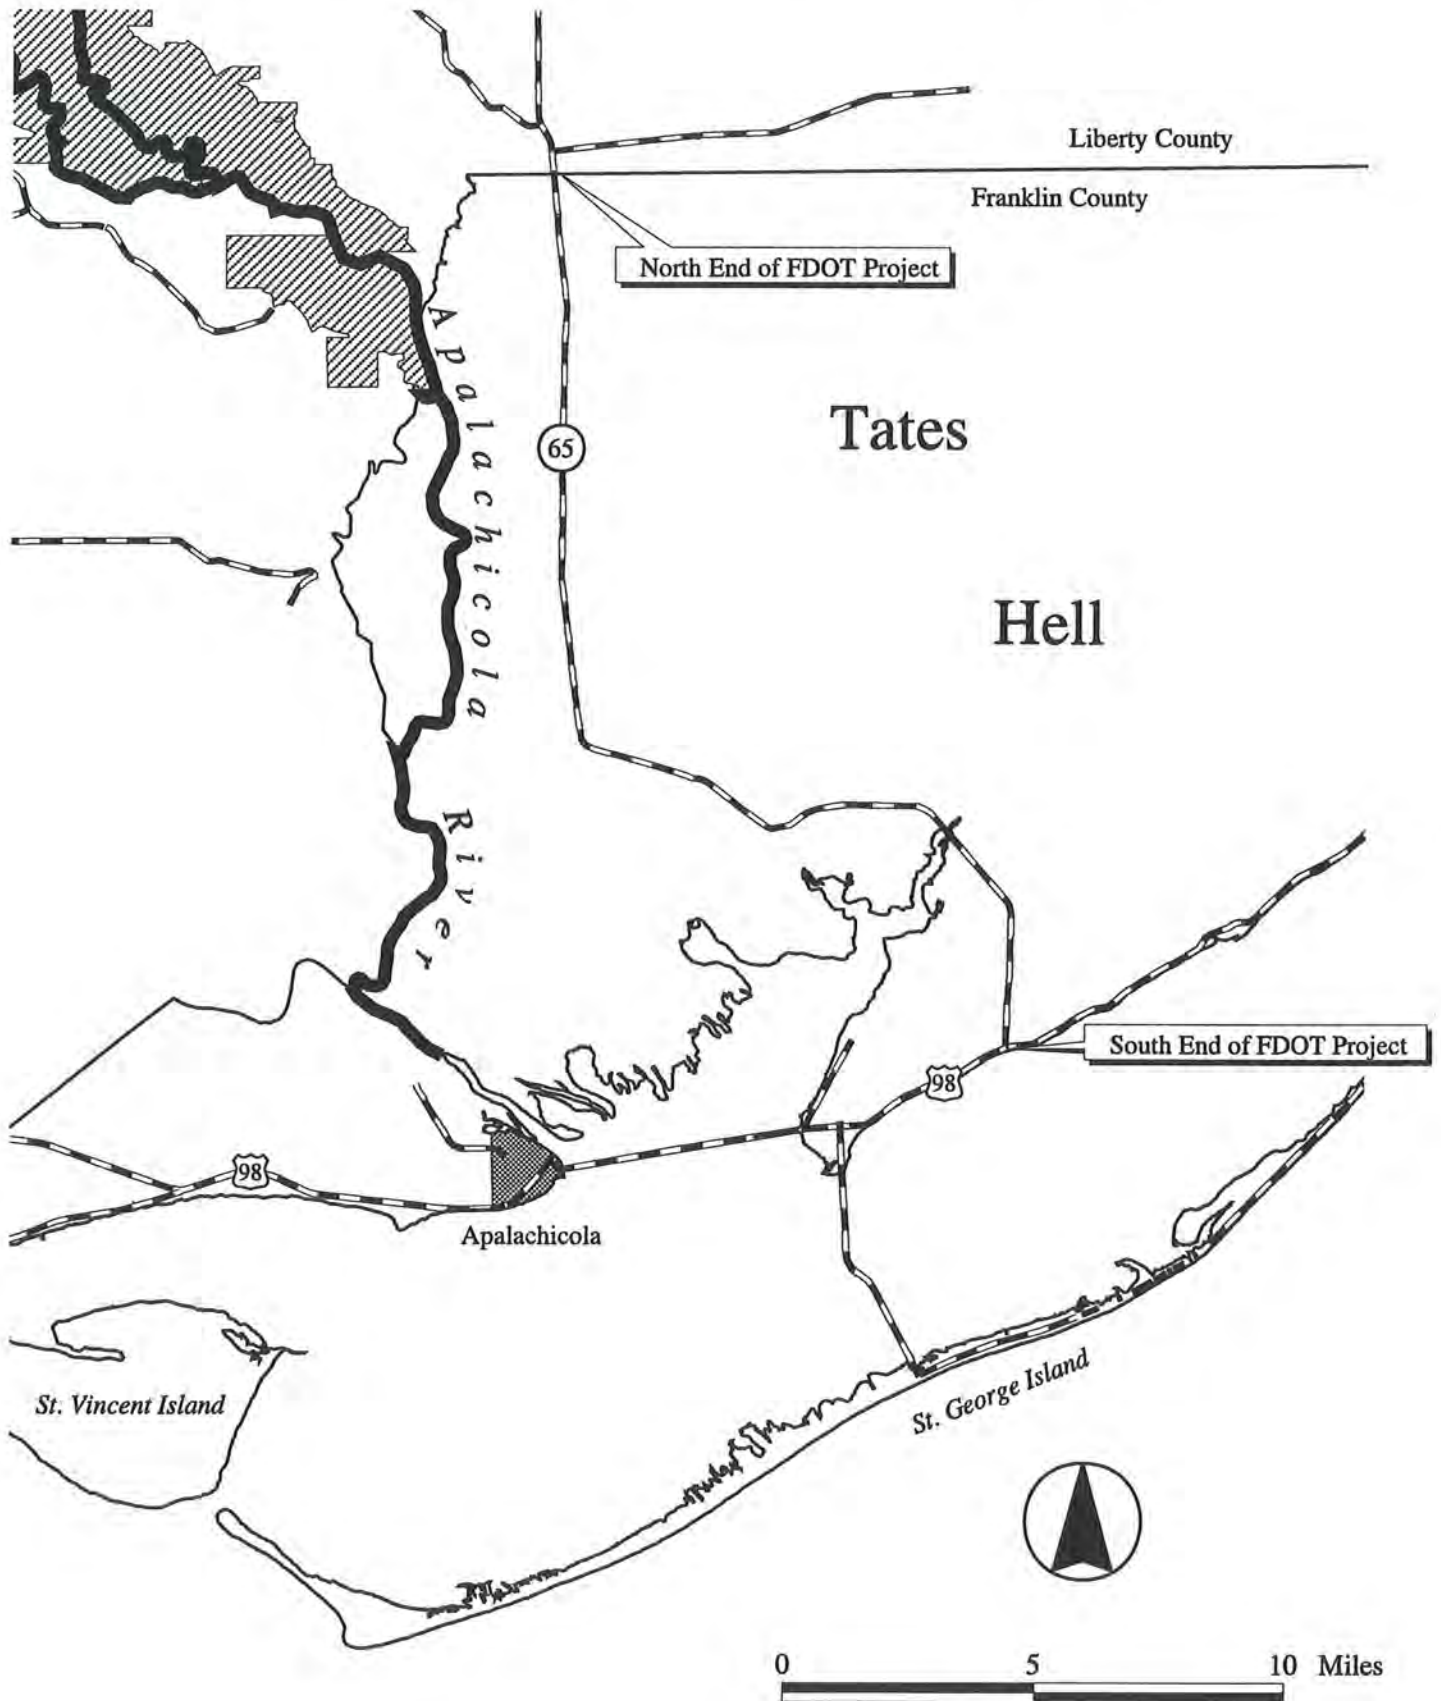 Liberty County
Franklin County
North End of FDOT Project
Apalachicola River
65
Tates
Hell
South End of FDOT Project
98
98
Apalachicola
St. Vincent Island
St. George Island
0 5 10 Miles